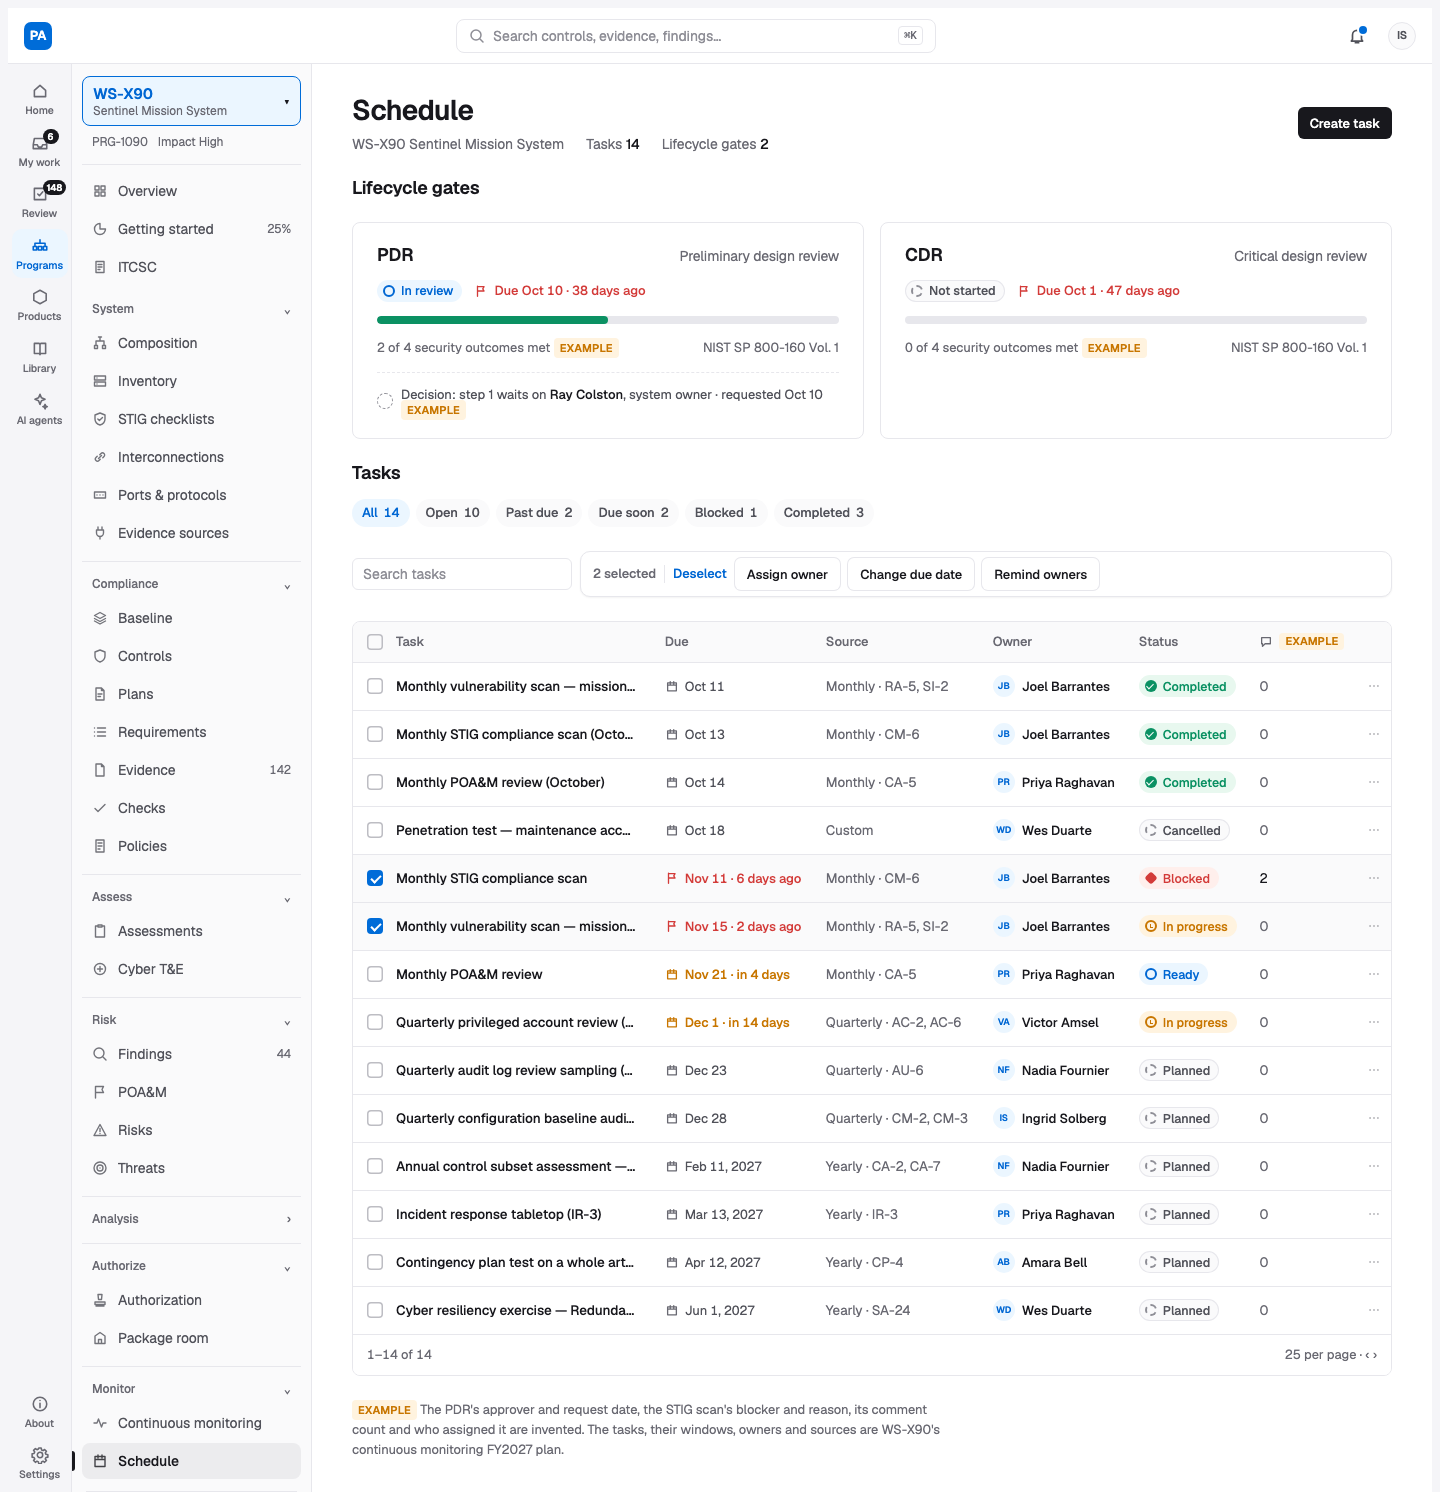 PA
Search controls, evidence, findings...
⌘K
IS
Home
6
My work
148
Review
Programs
Products
Library
AI agents
About
Settings
WS-X90
Sentinel Mission System
PRG-1090 Impact High
Overview
Getting started 25%
ITCSC
System
Composition
Inventory
STIG checklists
Interconnections
Ports & protocols
Evidence sources
Compliance
Baseline
Controls
Plans
Requirements
Evidence 142
Checks
Policies
Assess
Assessments
Cyber T&E
Risk
Findings 44
POA&M
Risks
Threats
Analysis
Authorize
Authorization
Package room
Monitor
Continuous monitoring
Schedule
Schedule
WS-X90 Sentinel Mission System Tasks 14 Lifecycle gates 2
Create task
Lifecycle gates
PDR Preliminary design review
In review Due Oct 10 · 38 days ago
2 of 4 security outcomes met EXAMPLE NIST SP 800-160 Vol. 1
Decision: step 1 waits on Ray Colston, system owner · requested Oct 10
EXAMPLE
CDR Critical design review
Not started Due Oct 1 · 47 days ago
0 of 4 security outcomes met EXAMPLE NIST SP 800-160 Vol. 1
Tasks
All 14 Open 10 Past due 2 Due soon 2 Blocked 1 Completed 3
Search tasks 2 selected Deselect Assign owner Change due date Remind owners
Task Due Source Owner Status EXAMPLE
Monthly vulnerability scan — mission... Oct 11 Monthly · RA-5, SI-2 JB Joel Barrantes Completed 0 ...
Monthly STIG compliance scan (Octo... Oct 13 Monthly · CM-6 JB Joel Barrantes Completed 0 ...
Monthly POA&M review (October) Oct 14 Monthly · CA-5 PR Priya Raghavan Completed 0 ...
Penetration test — maintenance acc... Oct 18 Custom WD Wes Duarte Cancelled 0 ...
Monthly STIG compliance scan Nov 11 · 6 days ago Monthly · CM-6 JB Joel Barrantes Blocked 2 ...
Monthly vulnerability scan — mission... Nov 15 · 2 days ago Monthly · RA-5, SI-2 JB Joel Barrantes In progress 0 ...
Monthly POA&M review Nov 21 · in 4 days Monthly · CA-5 PR Priya Raghavan Ready 0 ...
Quarterly privileged account review (... Dec 1 · in 14 days Quarterly · AC-2, AC-6 VA Victor Amsel In progress 0 ...
Quarterly audit log review sampling (... Dec 23 Quarterly · AU-6 NF Nadia Fournier Planned 0 ...
Quarterly configuration baseline audi... Dec 28 Quarterly · CM-2, CM-3 IS Ingrid Solberg Planned 0 ...
Annual control subset assessment —... Feb 11, 2027 Yearly · CA-2, CA-7 NF Nadia Fournier Planned 0 ...
Incident response tabletop (IR-3) Mar 13, 2027 Yearly · IR-3 PR Priya Raghavan Planned 0 ...
Contingency plan test on a whole art... Apr 12, 2027 Yearly · CP-4 AB Amara Bell Planned 0 ...
Cyber resiliency exercise — Redunda... Jun 1, 2027 Yearly · SA-24 WD Wes Duarte Planned 0 ...
1–14 of 14 25 per page · ‹ ›
EXAMPLE The PDR's approver and request date, the STIG scan's blocker and reason, its comment
count and who assigned it are invented. The tasks, their windows, owners and sources are WS-X90's
continuous monitoring FY2027 plan.